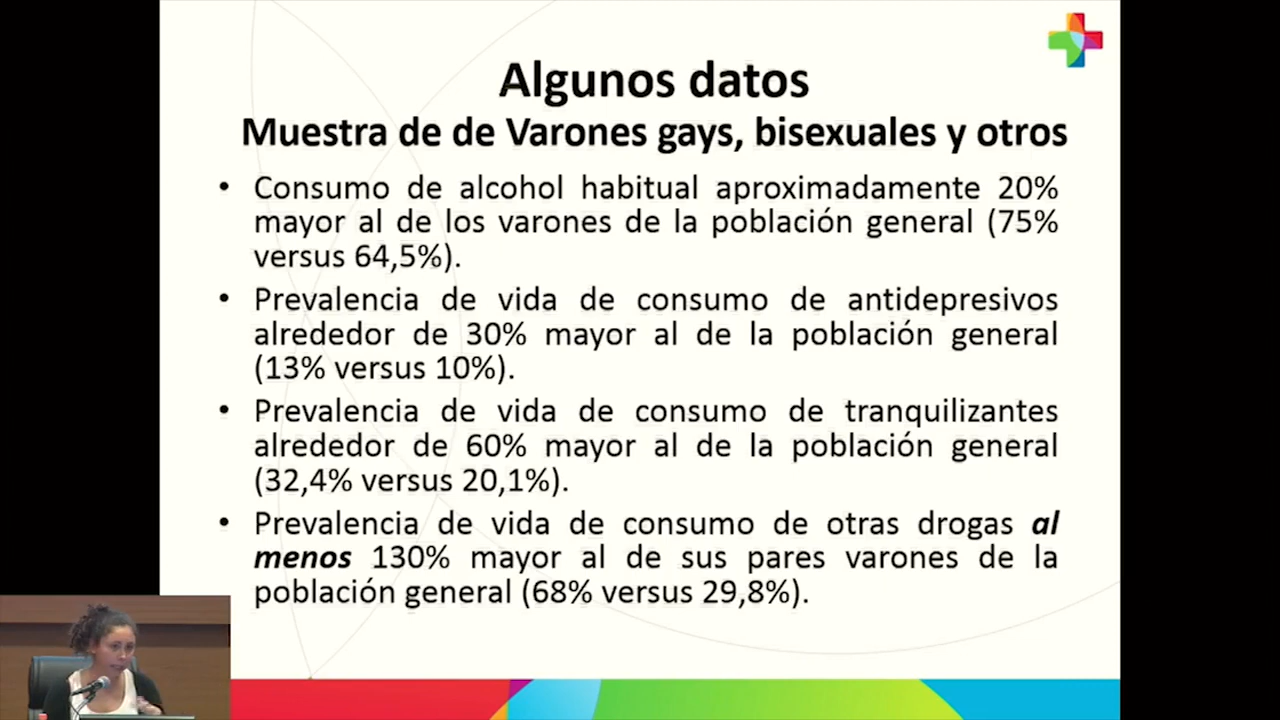 Algunos datos
Muestra de de Varones gays, bisexuales y otros
• Consumo de alcohol habitual aproximadamente 20%
mayor al de los varones de la población general (75%
versus 64,5%).
• Prevalencia de vida de consumo de antidepresivos
alrededor de 30% mayor al de la población general
(13% versus 10%).
• Prevalencia de vida de consumo de tranquilizantes
alrededor de 60% mayor al de la población general
(32,4% versus 20,1%).
• Prevalencia de vida de consumo de otras drogas al
menos 130% mayor al de sus pares varones de la
población general (68% versus 29,8%).